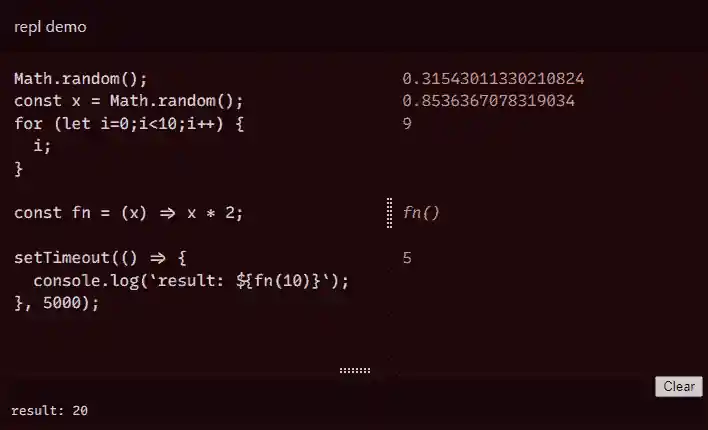 repl demo
Math.random(); 0.31543011330210824
const x = Math.random(); 0.8536367078319034
for (let i=0;i<10;i++) { 9
  i;
}
const fn = (x) => x * 2; fn()
setTimeout(() => { 5
  console.log(`result: ${fn(10)}`);
}, 5000);
Clear
result: 20